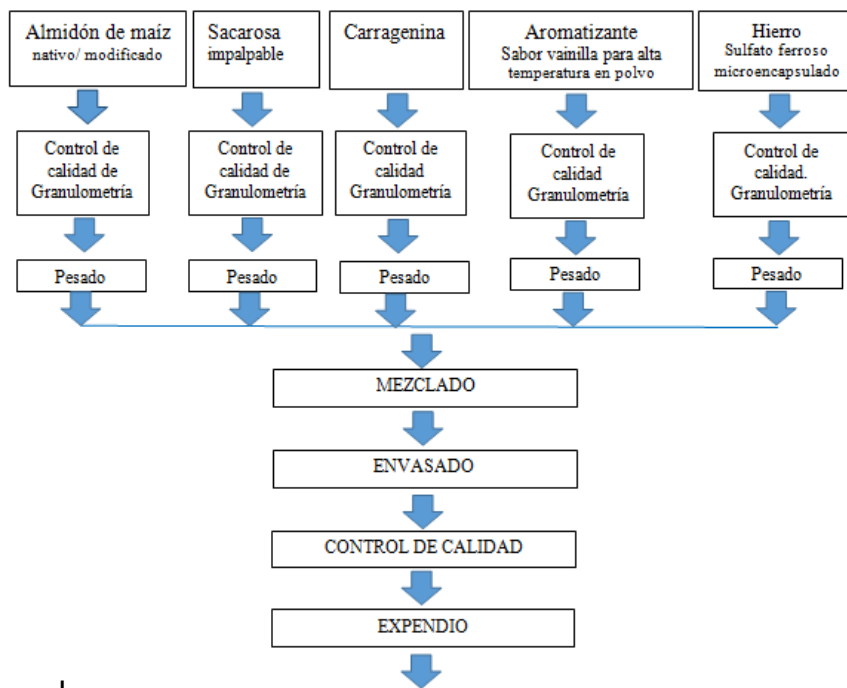 Almidón de maíz
nativo/ modificado
Sacarosa
impalpable
Carragenina
Aromatizante
Sabor vainilla para alta
temperatura en polvo
Hierro
Sulfato ferroso
microencapsulado
Control de
calidad de
Granulometría
Control de
calidad de
Granulometría
Control de
calidad
Granulometría
Control de
calidad
Granulometría
Control de
calidad.
Granulometría
Pesado
Pesado
Pesado
Pesado
Pesado
MEZCLADO
ENVASADO
CONTROL DE CALIDAD
EXPENDIO